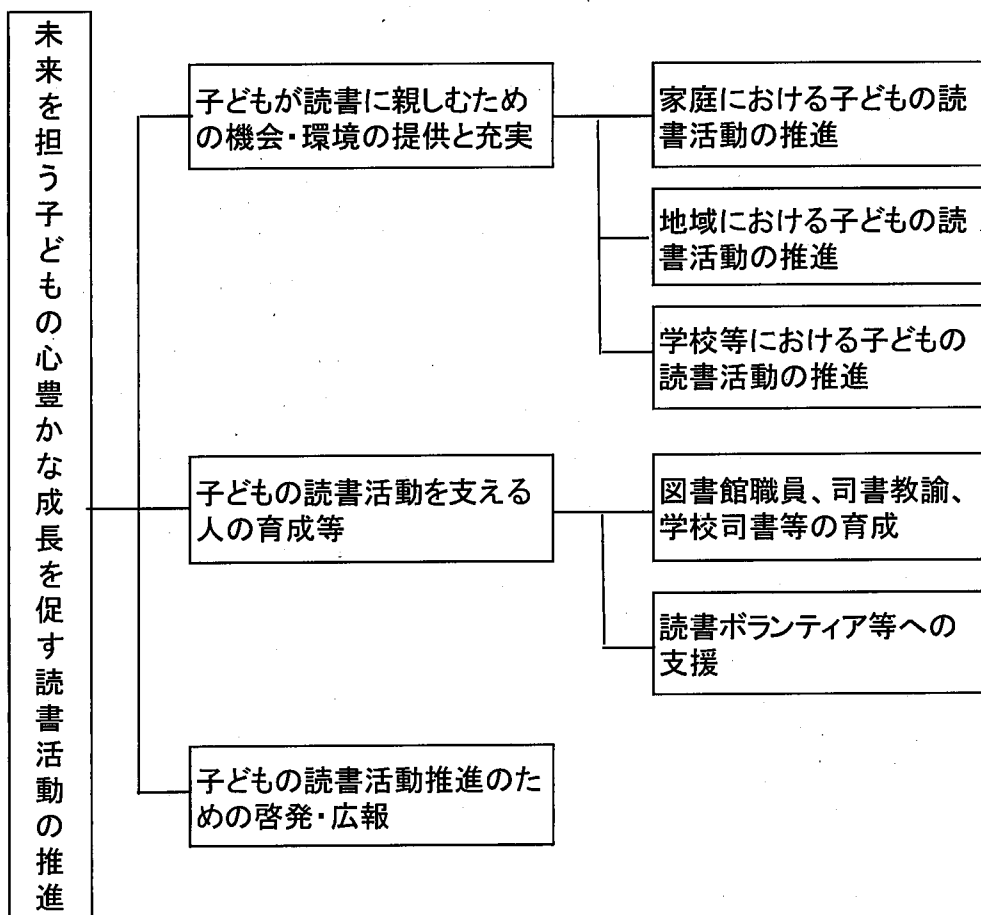 未来を担う子どもの心豊かな成長を促す読書活動の推進
子どもが読書に親しむため
の機会・環境の提供と充実
家庭における子どもの読
書活動の推進
地域における子どもの読
書活動の推進
学校等における子どもの
読書活動の推進
子どもの読書活動を支える
人の育成等
図書館職員、司書教諭、
学校司書等の育成
読書ボランティア等への
支援
子どもの読書活動推進のた
めの啓発・広報